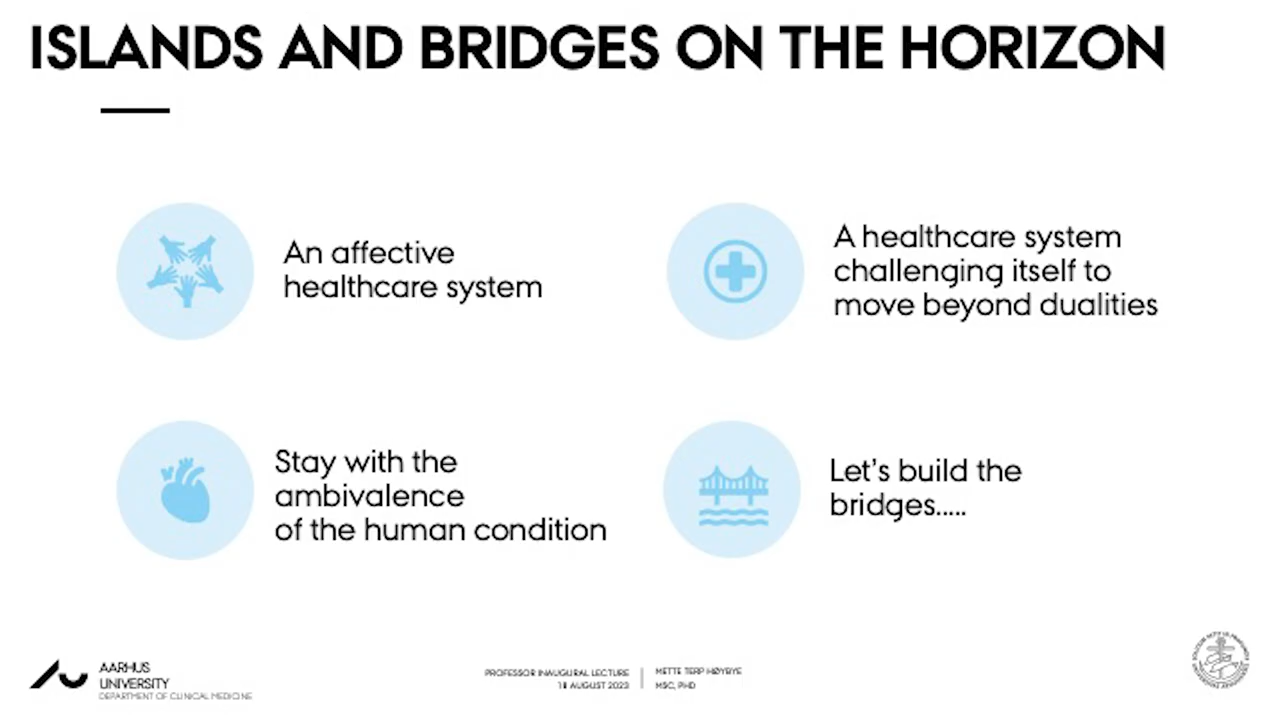 ISLANDS AND BRIDGES ON THE HORIZON
An affective
healthcare system
A healthcare system
challenging itself to
move beyond dualities
Stay with the
ambivalence
of the human condition
Let's build the
bridges.....
AARHUS
UNIVERSITY
DEPARTMENT OF CLINICAL MEDICINE
PROFESSOR INAUGURAL LECTURE
18 AUGUST 2023
METTE TERP HØYBYE
MSC, PHD